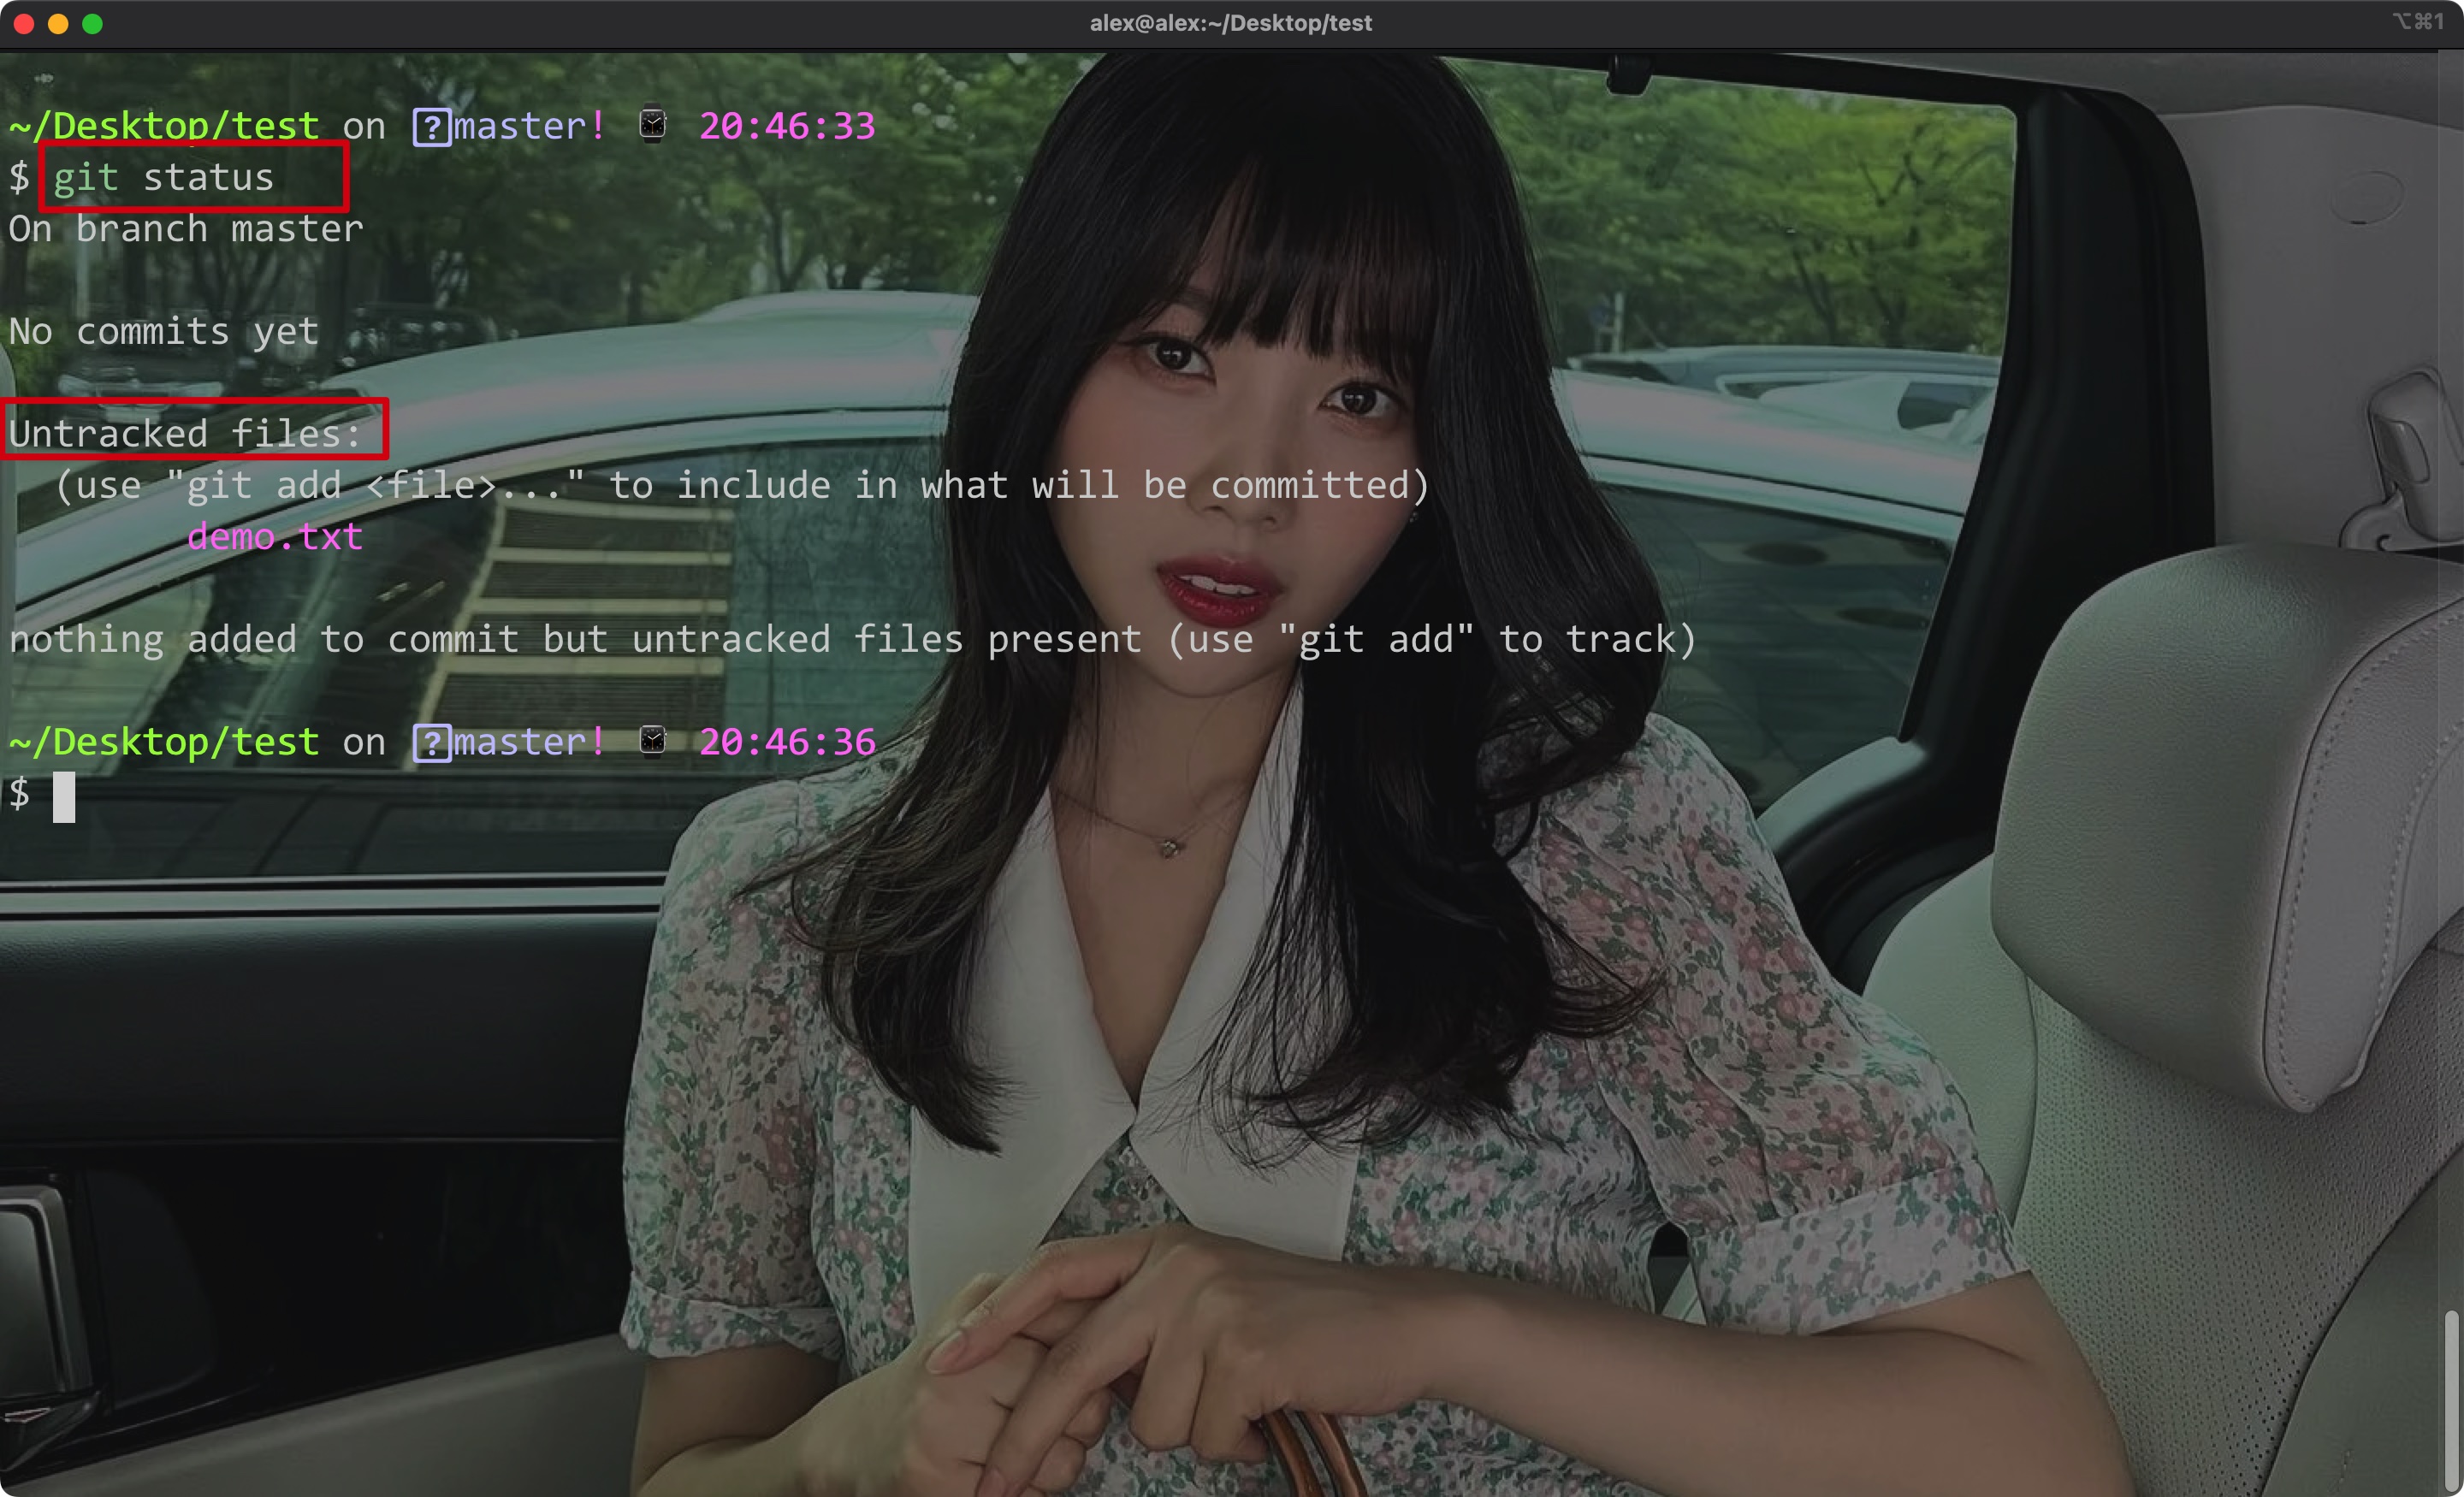 alex@alex:~/Desktop/test
⌥⌘1
~/Desktop/test on ?master! 20:46:33
$ git status
On branch master
No commits yet
Untracked files:
(use "git add <file>..." to include in what will be committed)
demo.txt
nothing added to commit but untracked files present (use "git add" to track)
~/Desktop/test on ?master! 20:46:36
$